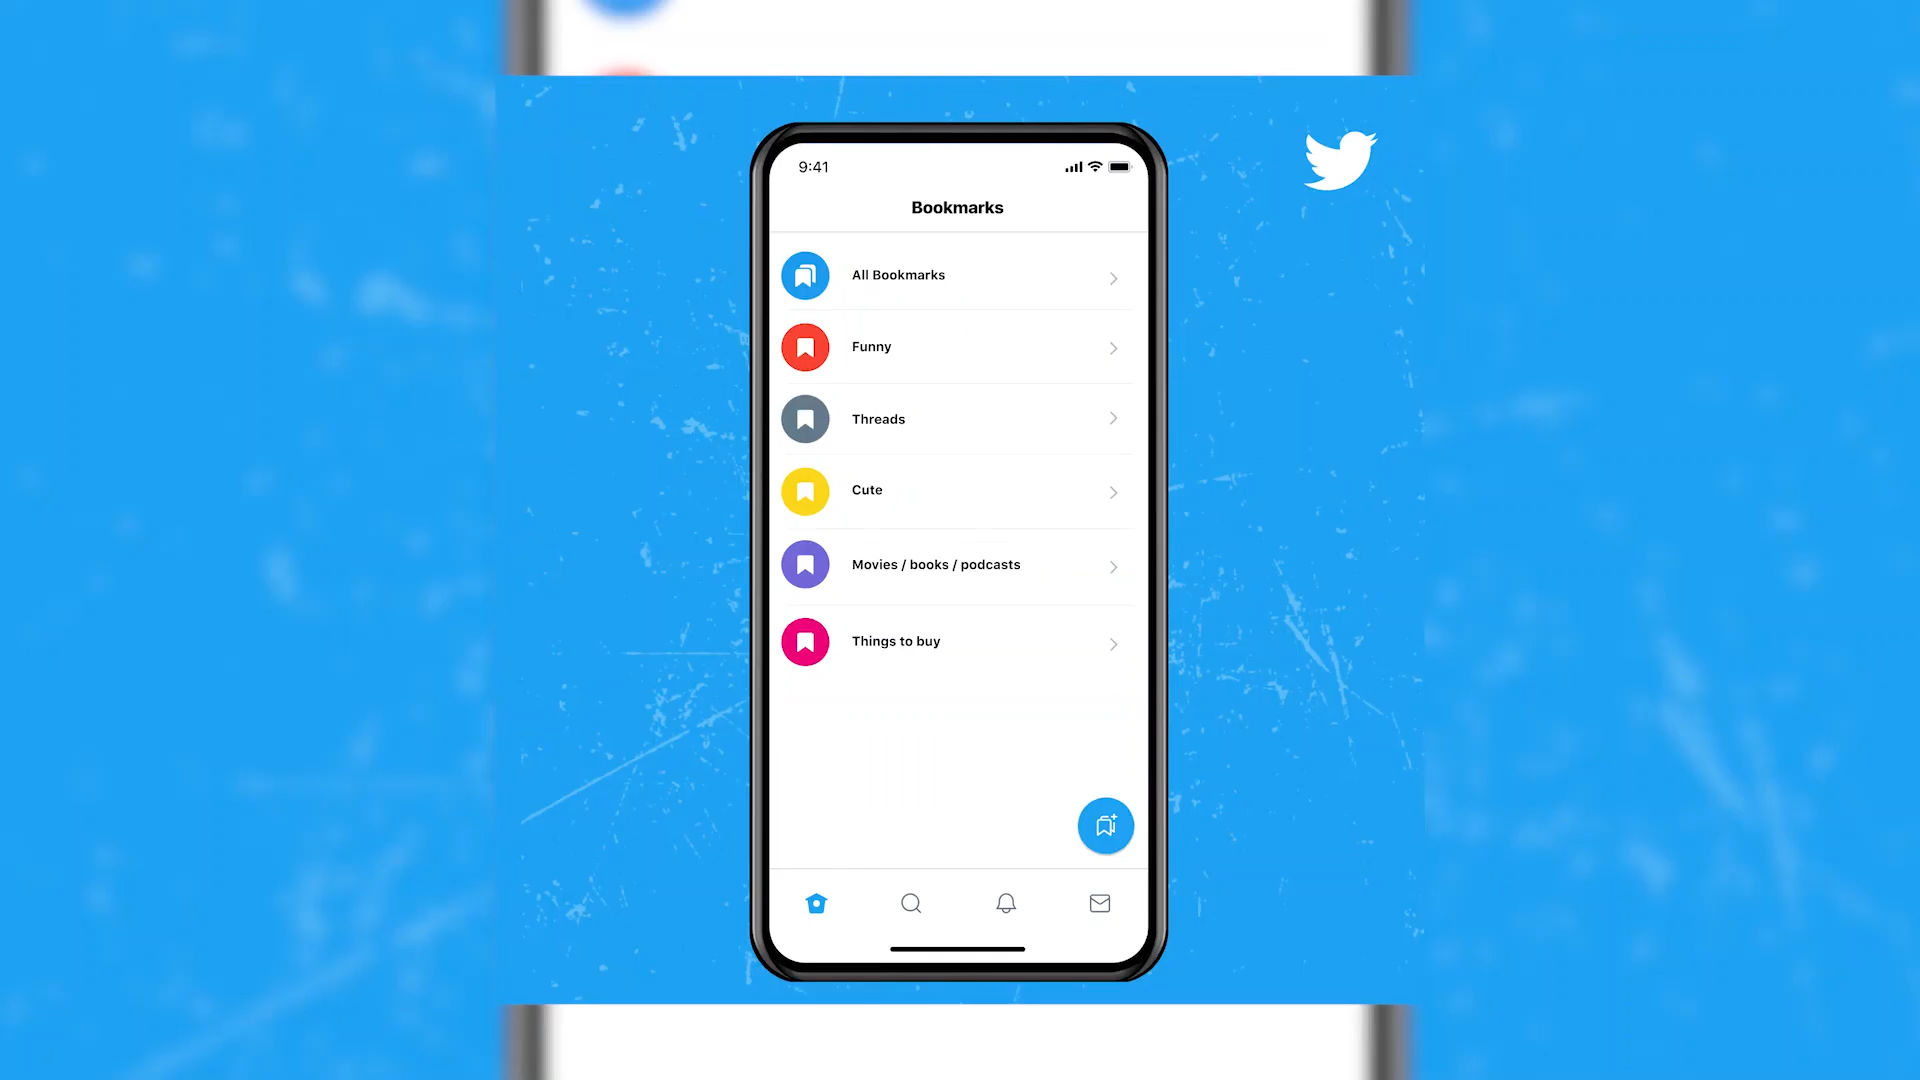 9:41
Bookmarks
All Bookmarks
Funny
Threads
Cute
Movies / books / podcasts
Things to buy